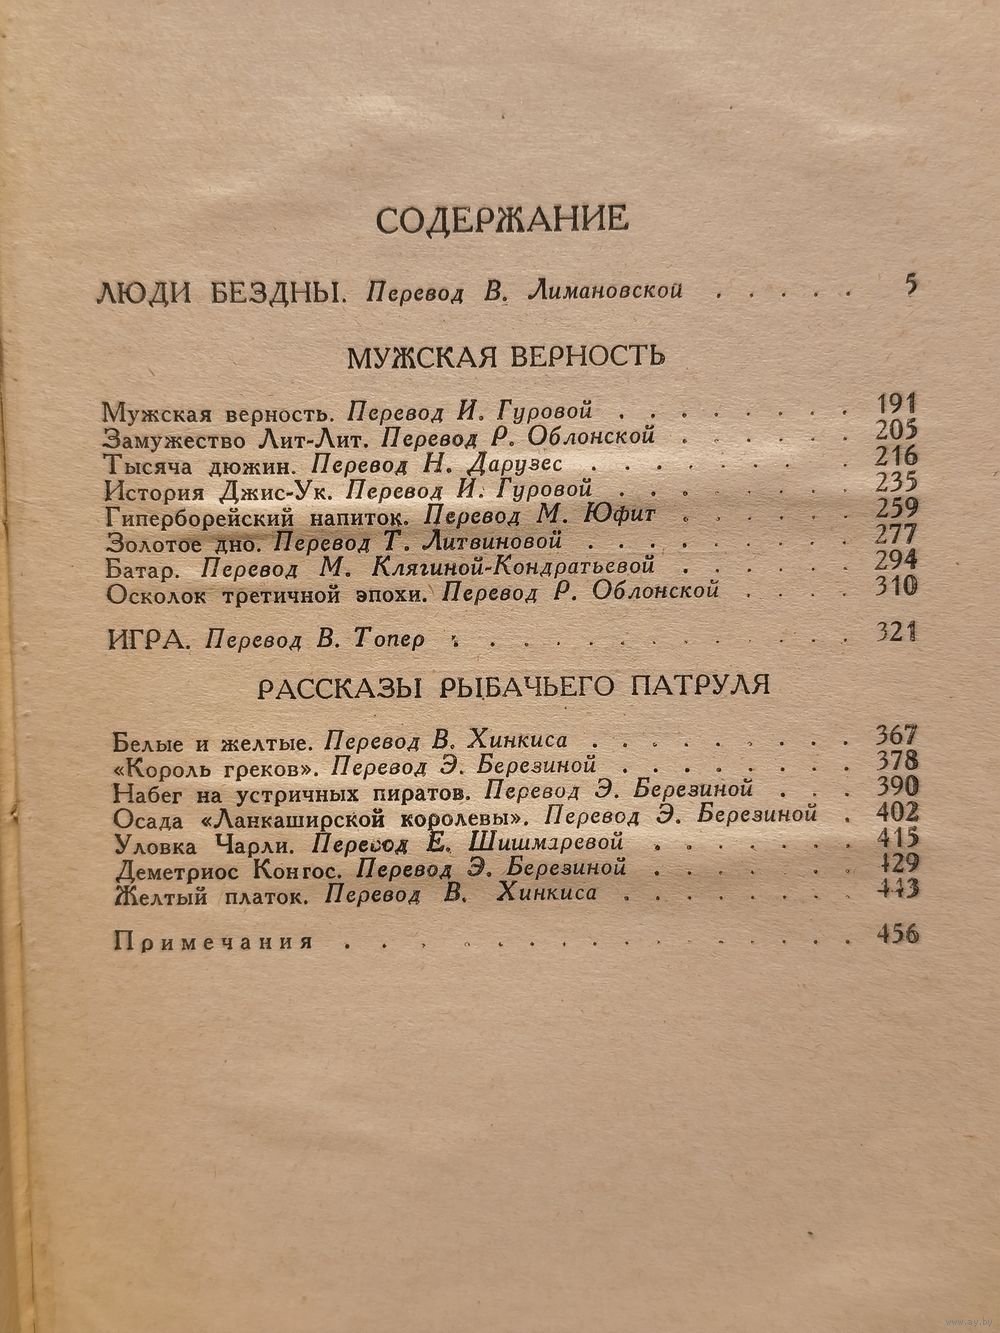 СОДЕРЖАНИЕ
ЛЮДИ БЕЗДНЫ. Перевод В. Лимановской . . . . . 5
МУЖСКАЯ ВЕРНОСТЬ
Мужская верность. Перевод И. Гуровой . . . . . . . . 191
Замужество Лит-Лит. Перевод Р. Облонской . . . . . . 205
Тысяча дюжин. Перевод Н. Дарузес . . . . . . . . 216
История Джис-Ук. Перевод И. Гуровой . . . . . . . . 235
Гиперборейский напиток. Перевод М. Юфит . . . . . . 259
Золотое дно. Перевод Т. Литвиновой . . . . . . . . . 277
Батар. Перевод М. Клягиной-Кондратьевой . . . . . . 294
Осколок третичной эпохи. Перевод Р. Облонской . . . . 310
ИГРА. Перевод В. Топер . . . . . . . . . . . . 321
РАССКАЗЫ РЫБАЧЬЕГО ПАТРУЛЯ
Белые и желтые. Перевод В. Хинкиса . . . . . . . . . 367
«Король греков». Перевод Э. Березиной . . . . . . . . 378
Набег на устричных пиратов. Перевод Э. Березиной . . . 390
Осада «Ланкаширской королевы». Перевод Э. Березиной . 402
Уловка Чарли. Перевод Е. Шишмаревой . . . . . . . 415
Деметриос Конгос. Перевод Э. Березиной . . . . . . . 429
Желтый платок. Перевод В. Хинкиса . . . . . . . . 443
Примечания . . . . . . . . . . . . . . 456
www.ay.by